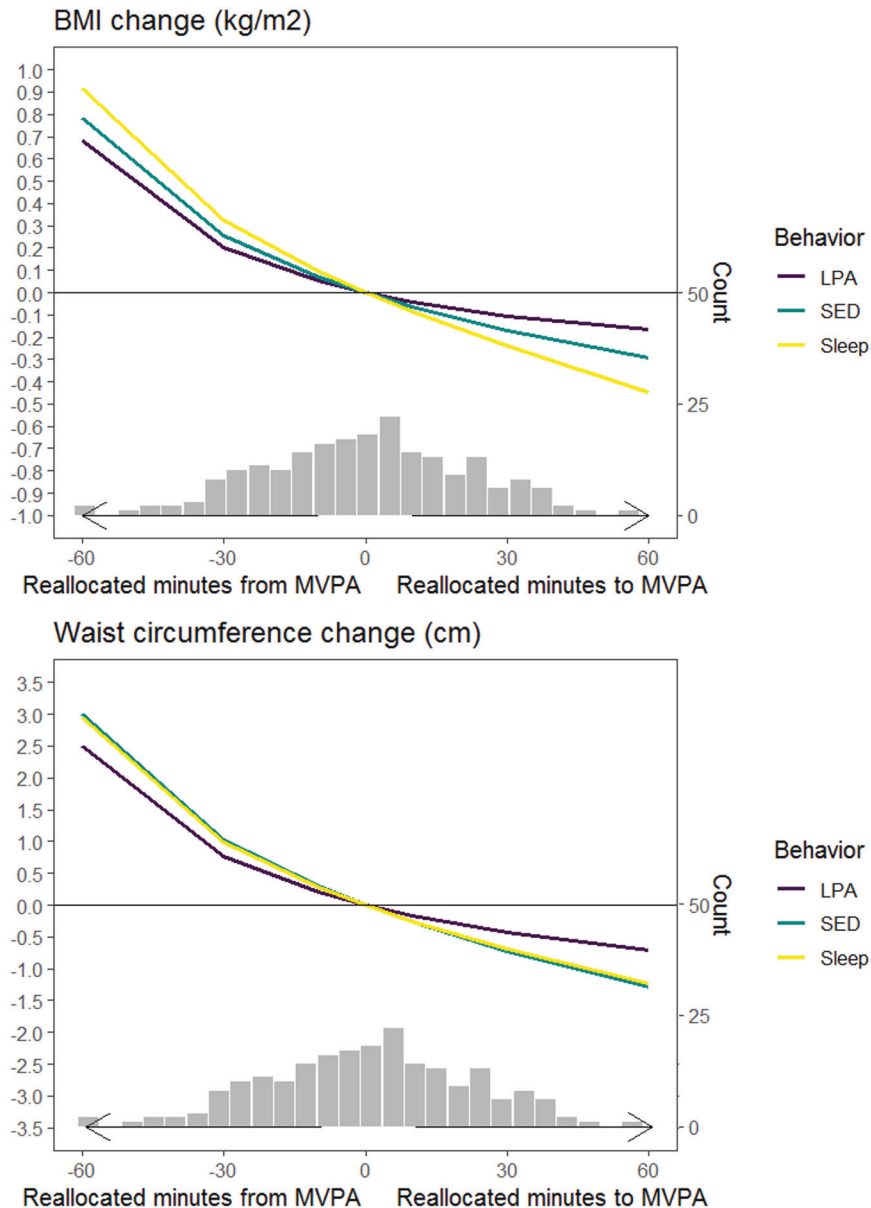 BMI change (kg/m2)
1.0
0.9
0.8
0.7
0.6
0.5
0.4
0.3
0.2
0.1
0.0
-0.1
-0.2
-0.3
-0.4
-0.5
-0.6
-0.7
-0.8
-0.9
-1.0
50
25
0
Count
-60 -30 0 30 60
Reallocated minutes from MVPA Reallocated minutes to MVPA
Behavior
LPA
SED
Sleep
Waist circumference change (cm)
3.5
3.0
2.5
2.0
1.5
1.0
0.5
0.0
-0.5
-1.0
-1.5
-2.0
-2.5
-3.0
-3.5
50
25
0
Count
-60 -30 0 30 60
Reallocated minutes from MVPA Reallocated minutes to MVPA
Behavior
LPA
SED
Sleep